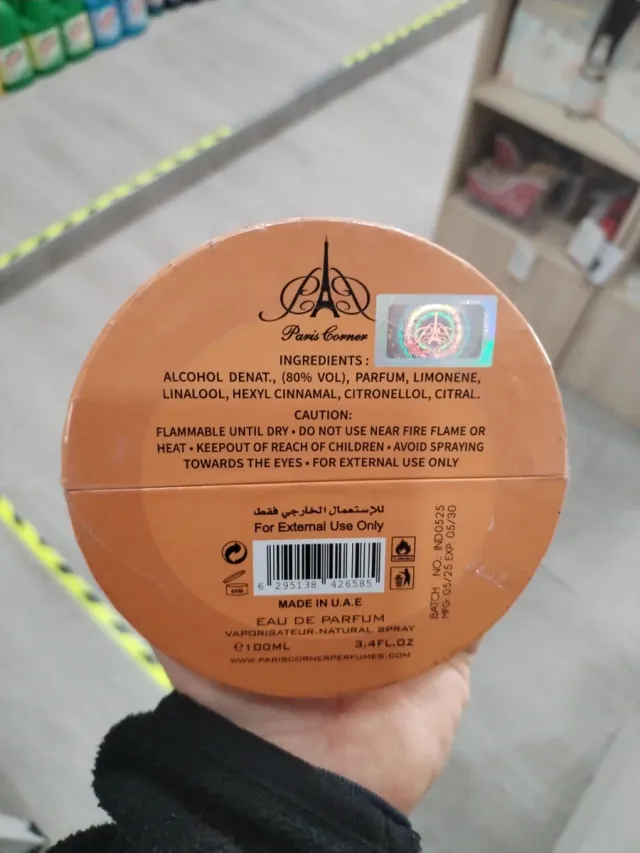 Paris Corner
INGREDIENTS :
ALCOHOL DENAT., (80% VOL), PARFUM, LIMONENE,
LINALOOL, HEXYL CINNAMAL, CITRONELLOL, CITRAL.
CAUTION:
FLAMMABLE UNTIL DRY • DO NOT USE NEAR FIRE FLAME OR
HEAT • KEEPOUT OF REACH OF CHILDREN • AVOID SPRAYING
TOWARDS THE EYES • FOR EXTERNAL USE ONLY
للإستعمال الخارجي فقط.
For External Use Only
60M
6 295138 426585
MADE IN U.A.E
EAU DE PARFUM
VAPORISATEUR.NATURAL SPRAY
℮100ML 3.4FL.OZ
WWW.PARISCORNERPERFUMES.COM
BATCH NO.: IND0525
MFG 05/25 EXP. 05/30